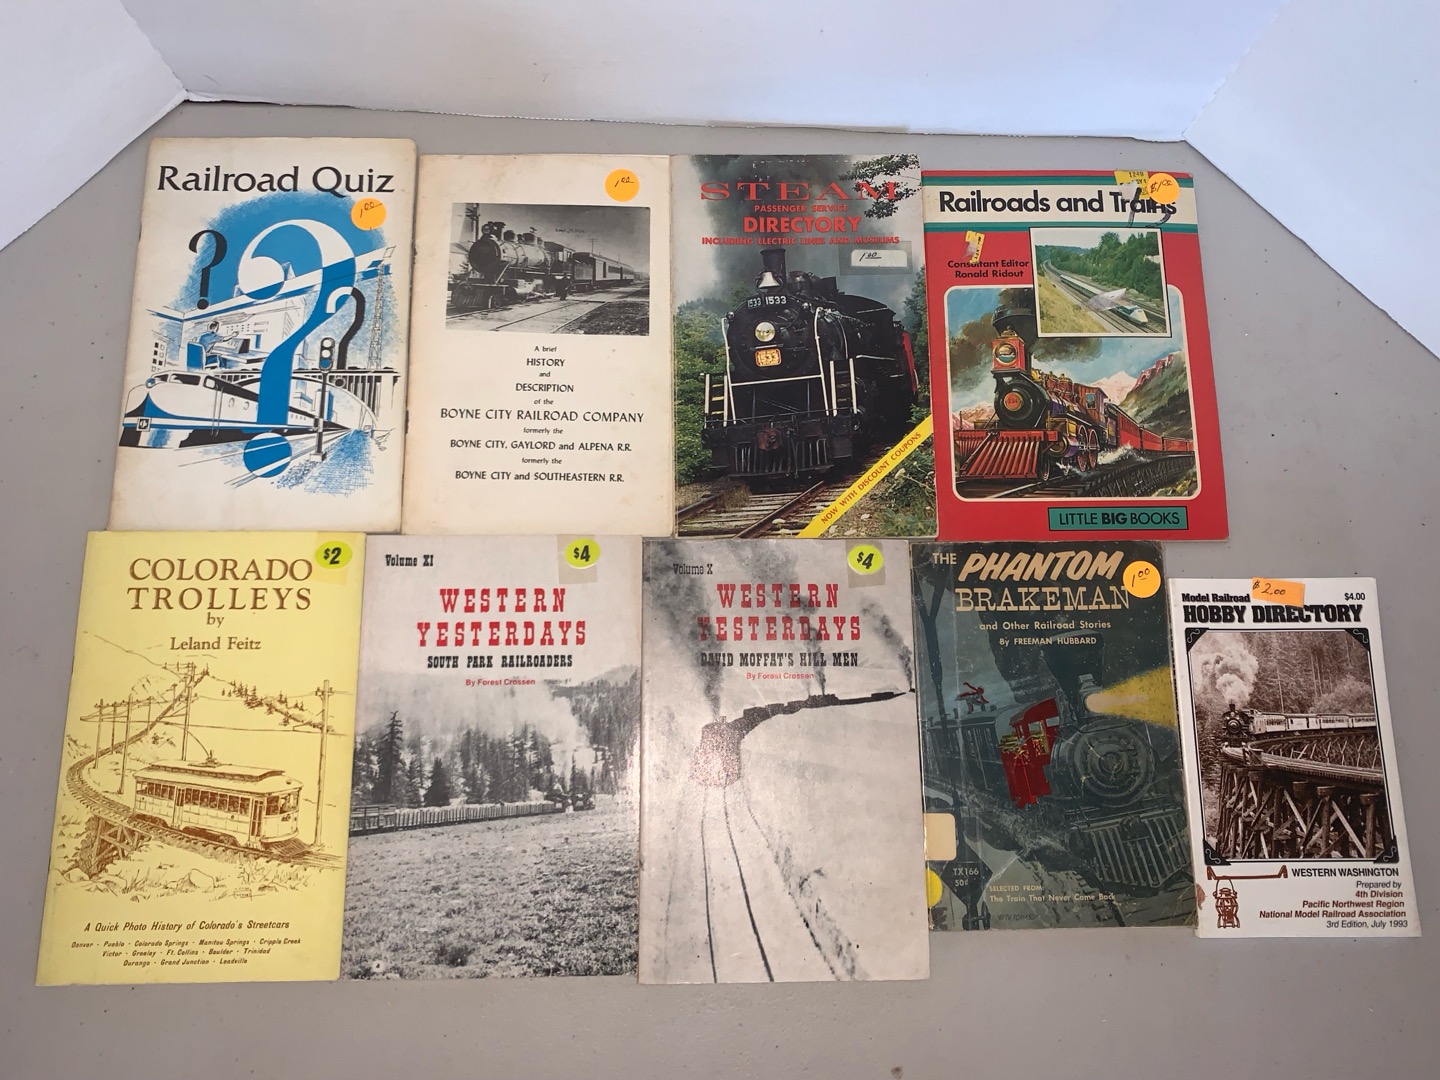 Railroad Quiz
1.00
1.00
A brief
HISTORY
and
DESCRIPTION
of the
BOYNE CITY RAILROAD COMPANY
formerly the
BOYNE CITY, GAYLORD and ALPENA R.R.
formerly the
BOYNE CITY and SOUTHEASTERN R.R.
STEAM
PASSENGER SERVICE
DIRECTORY
INCLUDING ELECTRIC LINES AND MUSEUMS
1.00
1533 1533
1533
NOW WITH DISCOUNT COUPONS
$1.00
Railroads and Trains
Consultant Editor
Ronald Ridout
LITTLE BIG BOOKS
$2
COLORADO
TROLLEYS
by
Leland Feitz
A Quick Photo History of Colorado's Streetcars
Denver · Pueblo · Colorado Springs · Manitou Springs · Cripple Creek
Victor · Greeley · Ft. Collins · Boulder · Trinidad
Durango · Grand Junction · Leadville
Volume XI
$4
WESTERN
YESTERDAYS
SOUTH PARK RAILROADERS
By Forest Crossen
Volume X
$4
WESTERN
YESTERDAYS
DAVID MOFFAT'S HILL MEN
By Forest Crossen
THE
PHANTOM
BRAKEMAN
1.00
and Other Railroad Stories
By FREEMAN HUBBARD
TX166
50¢
SELECTED FROM
The Train That Never Came Back
$2.00
Model Railroad
$4.00
HOBBY DIRECTORY
WESTERN WASHINGTON
Prepared by
4th Division
Pacific Northwest Region
National Model Railroad Association
3rd Edition, July 1993